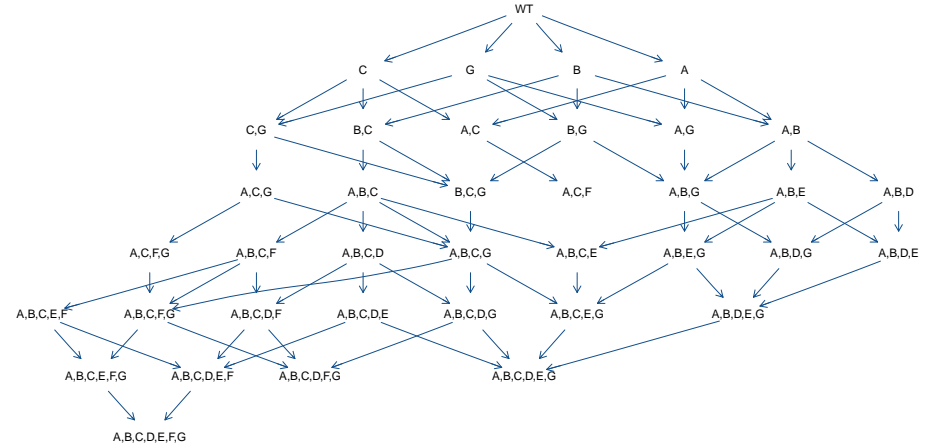 WT
C G B A
C,G B,C A,C B,G A,G A,B
A,C,G A,B,C B,C,G A,C,F A,B,G A,B,E A,B,D
A,C,F,G A,B,C,F A,B,C,D A,B,C,G A,B,C,E A,B,E,G A,B,D,G A,B,D,E
A,B,C,E,F A,B,C,F,G A,B,C,D,F A,B,C,D,E A,B,C,D,G A,B,C,E,G A,B,D,E,G
A,B,C,E,F,G A,B,C,D,E,F A,B,C,D,F,G A,B,C,D,E,G
A,B,C,D,E,F,G